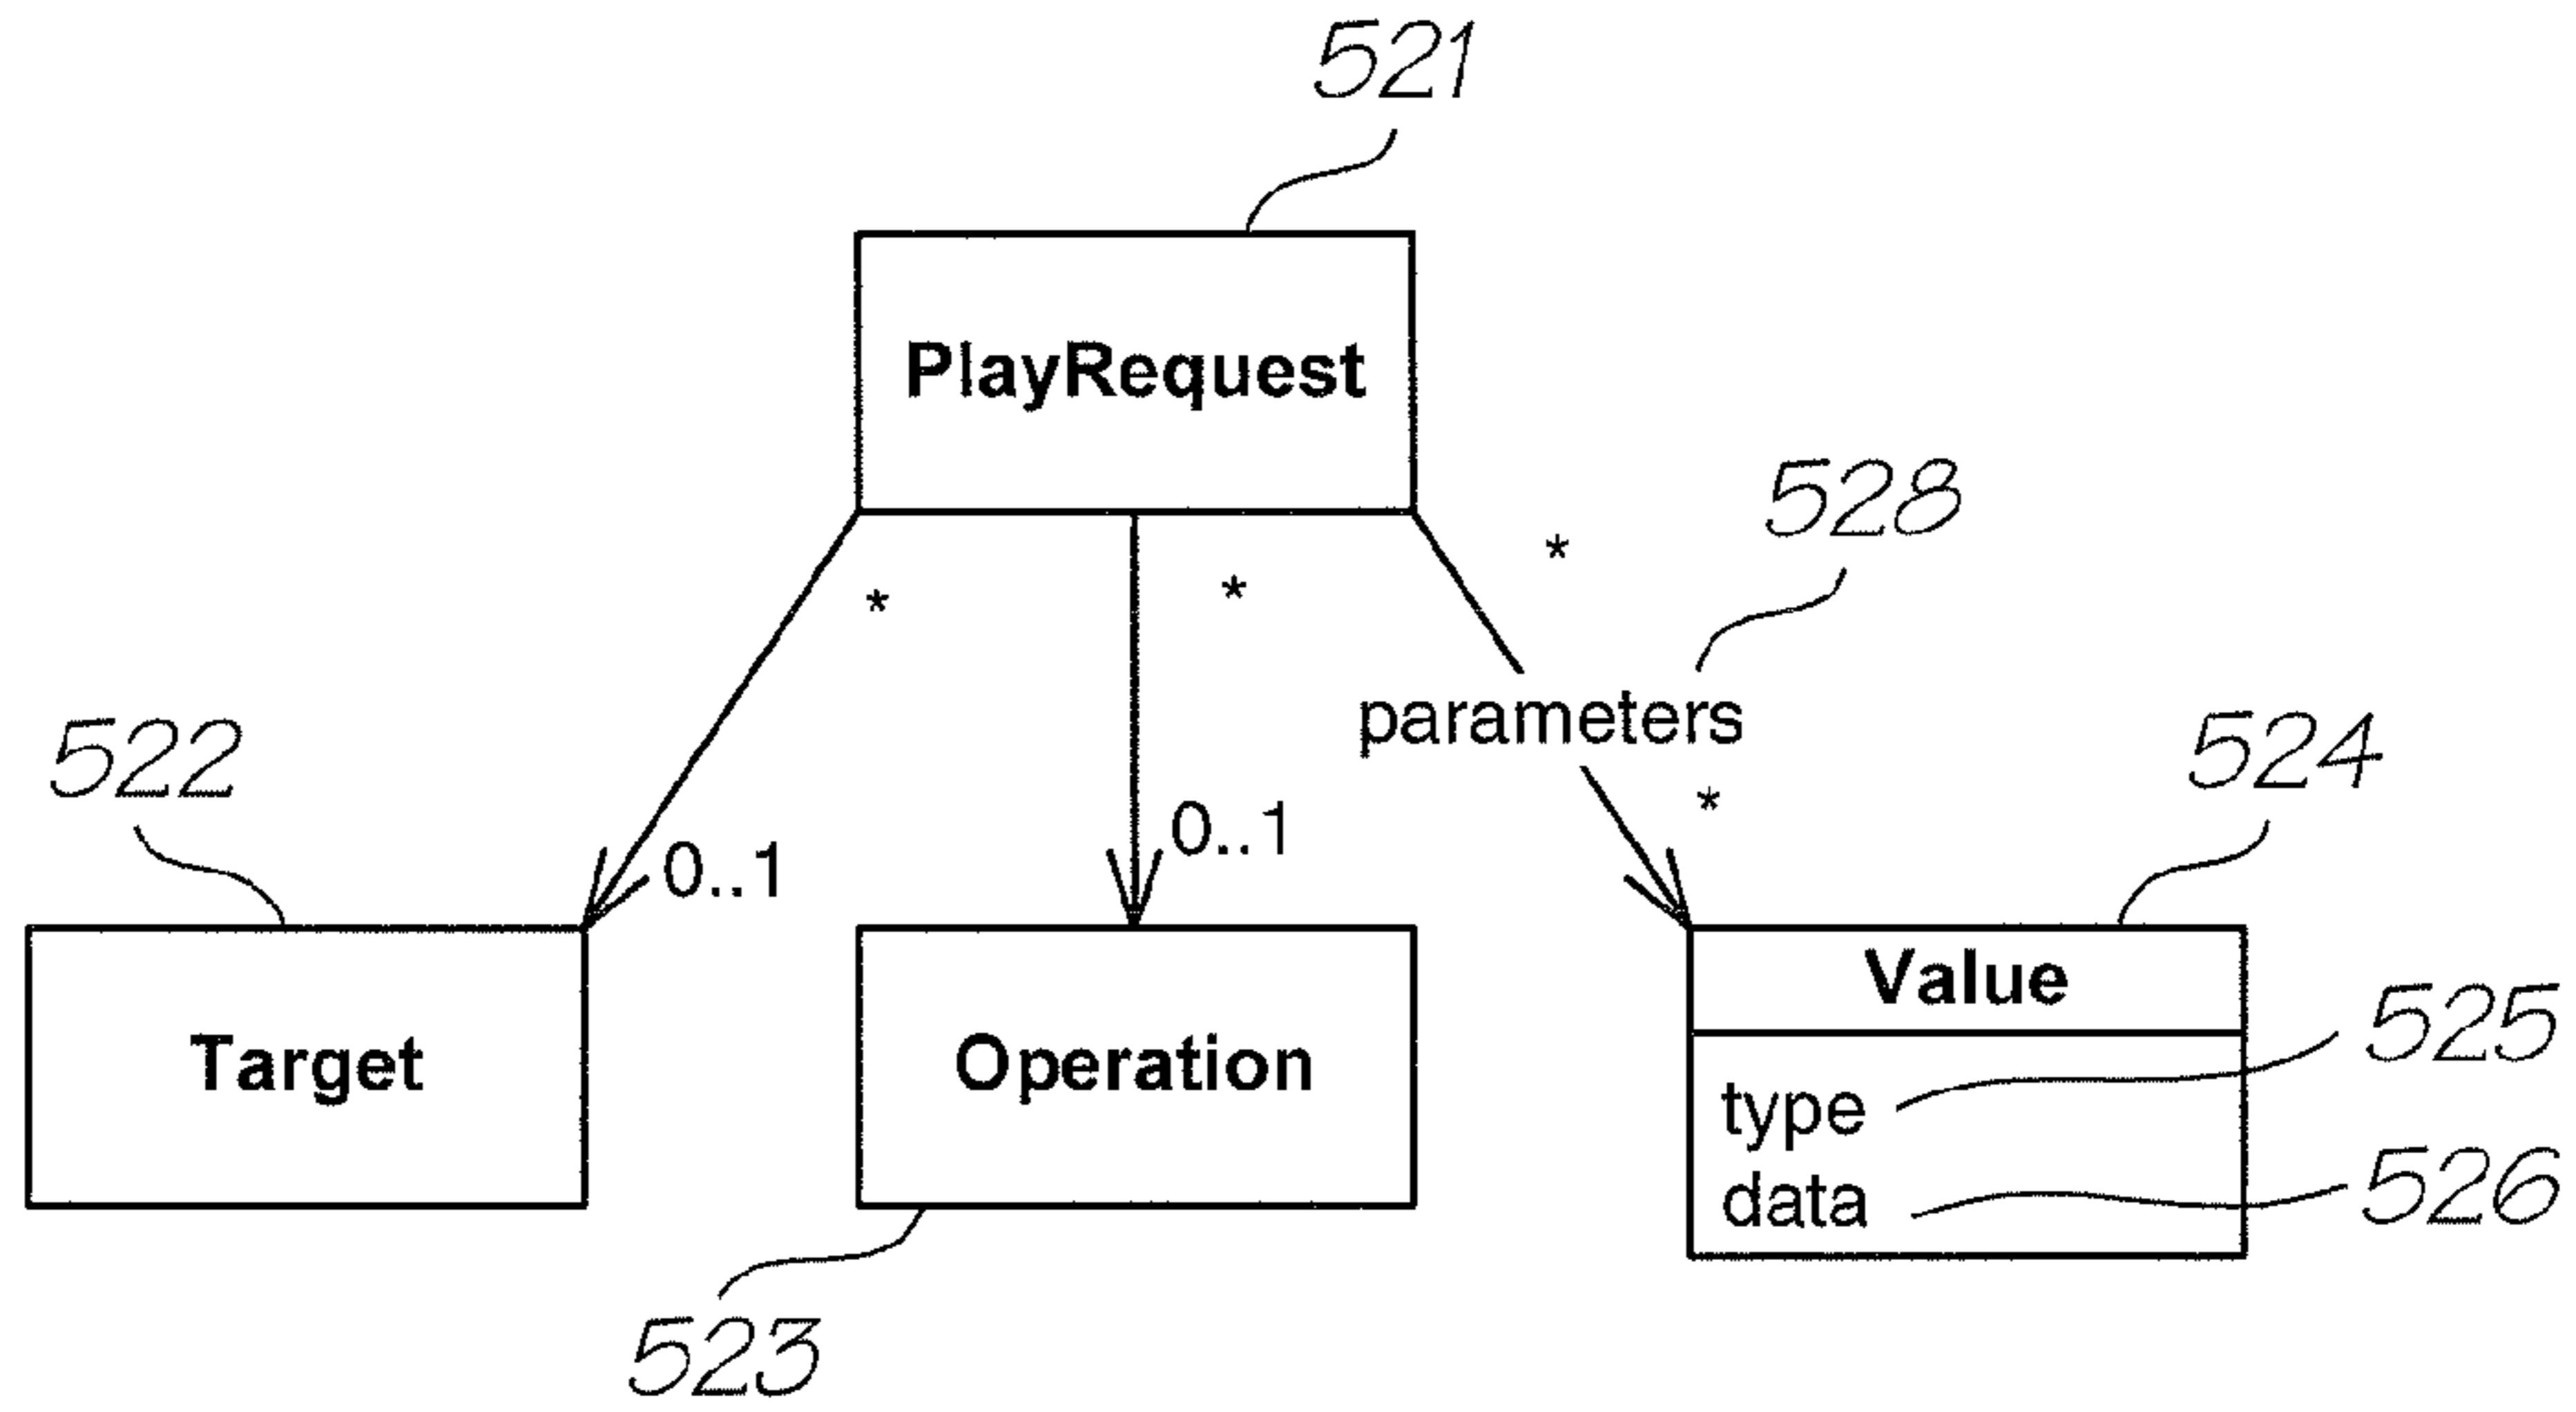 521
PlayRequest
528
*
*
*
parameters
522
524
*
0..1
0..1
Value
Target
Operation
525
type
data
526
523